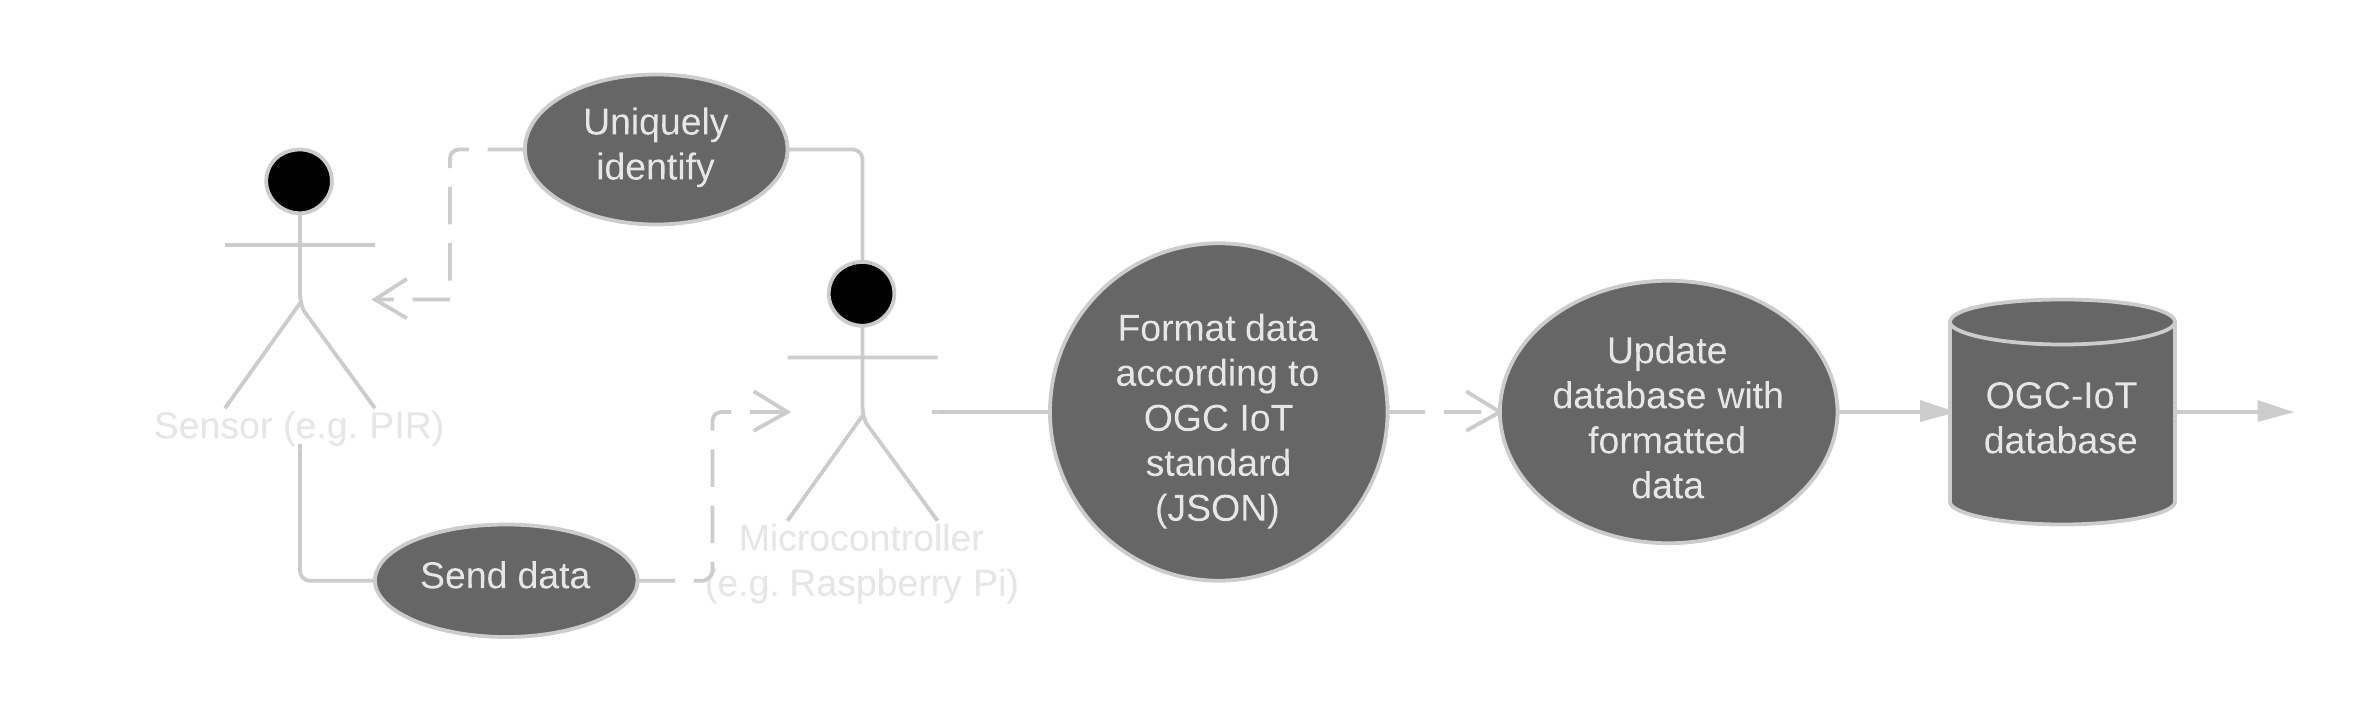 Uniquely
identify
Sensor (e.g. PIR)
Send data
Microcontroller
(e.g. Raspberry Pi)
Format data
according to
OGC IoT
standard
(JSON)
Update
database with
formatted
data
OGC-IoT
database